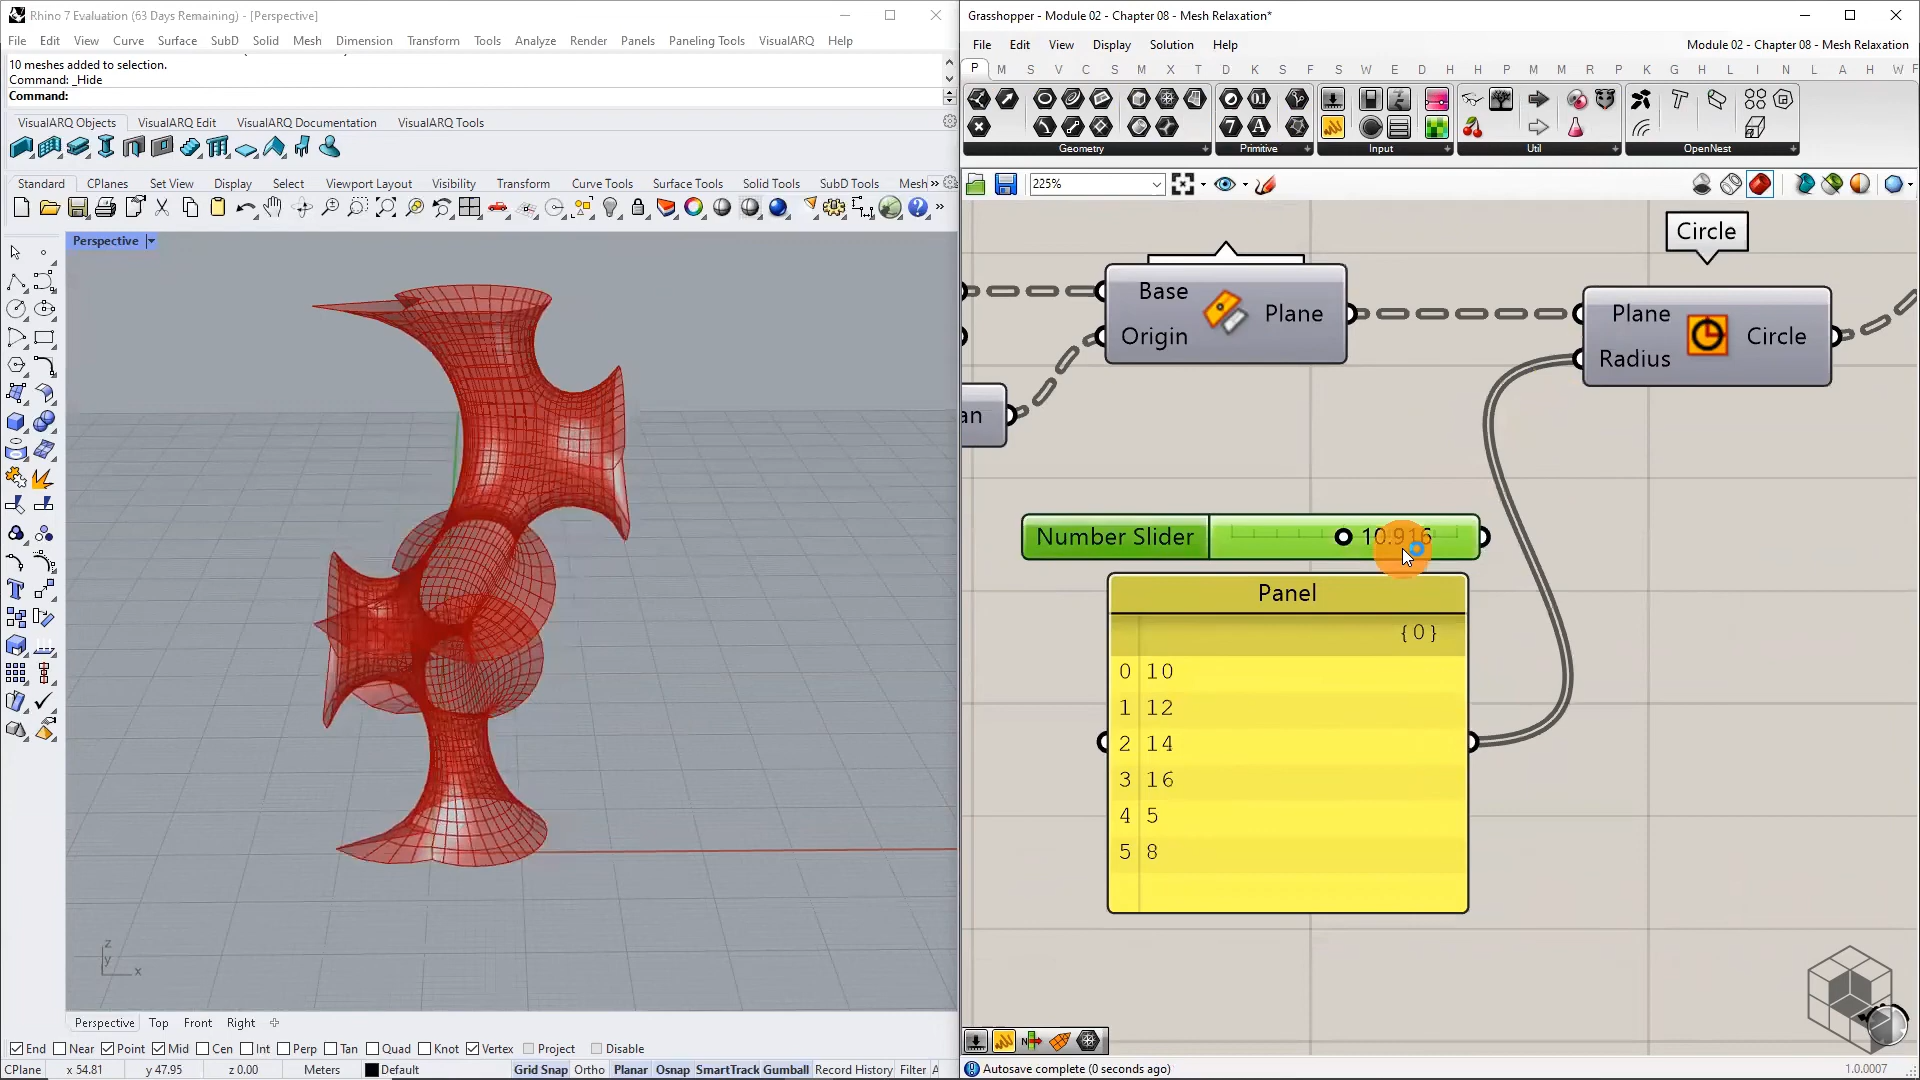 Rhino 7 Evaluation (63 Days Remaining) - [Perspective]
File Edit View Curve Surface SubD Solid Mesh Dimension Transform Tools Analyze Render Panels Paneling Tools VisualARQ Help
10 meshes added to selection.
Command: _Hide
Command:
VisualARQ Objects VisualARQ Edit VisualARQ Documentation VisualARQ Tools
Standard CPlanes Set View Display Select Viewport Layout Visibility Transform Curve Tools Surface Tools Solid Tools SubD Tools Mesh »
Perspective
z
y
x
Perspective Top Front Right
End Near Point Mid Cen Int Perp Tan Quad Knot Vertex Project Disable
CPlane x 54.81 y 47.95 z 0.00 Meters Default Grid Snap Ortho Planar Osnap SmartTrack Gumball Record History Filter A
Grasshopper - Module 02 - Chapter 08 - Mesh Relaxation*
File Edit View Display Solution Help
Module 02 - Chapter 08 - Mesh Relaxation
P M S V C S M X T D K S F S W E D H H P M M R P K G H L I N L A H W F
Geometry Primitive Input Util OpenNest
225%
Circle
Base
Origin
Plane
Plane
Radius
Circle
an
Number Slider 10.916
Panel
{0}
0 10
1 12
2 14
3 16
4 5
5 8
Autosave complete (0 seconds ago)
1.0.0007